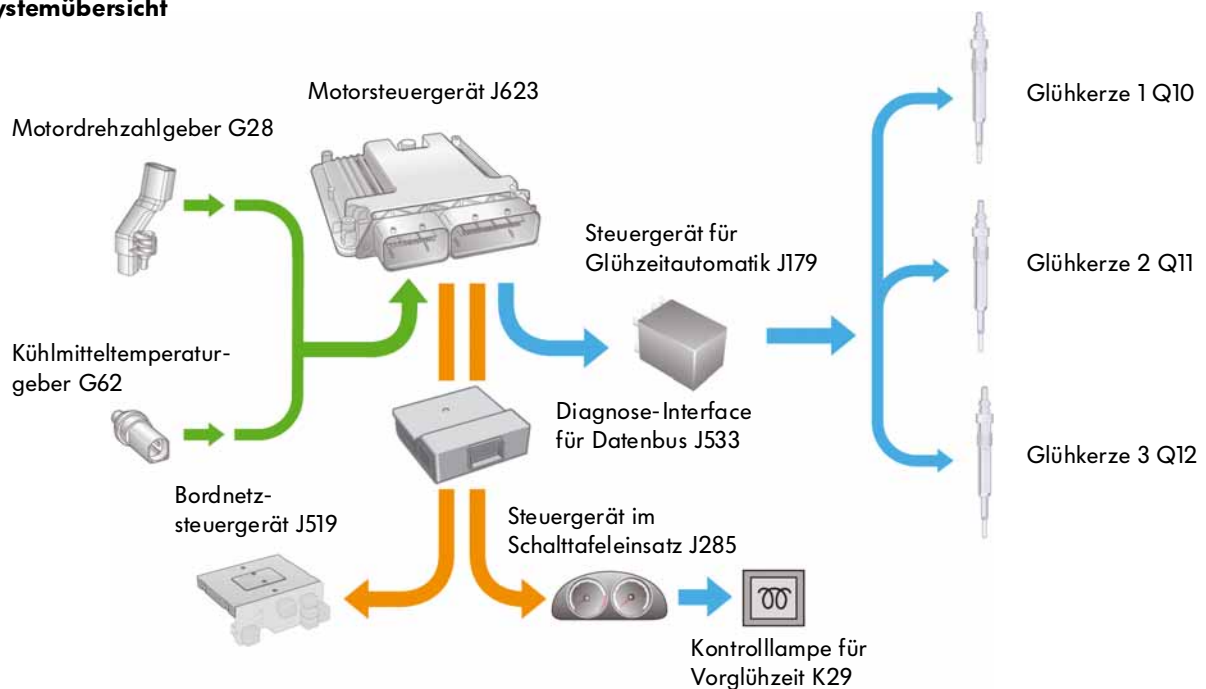 ystemübersicht
Motorsteuergerät J623
Motordrehzahlgeber G28
Glühkerze 1 Q10
Steuergerät für
Glühzeitautomatik J179
Glühkerze 2 Q11
Kühlmitteltemperatur-
geber G62
Diagnose-Interface
für Datenbus J533
Glühkerze 3 Q12
Bordnetz-
steuergerät J519
Steuergerät im
Schalttafeleinsatz J285
Kontrolllampe für
Vorglühzeit K29